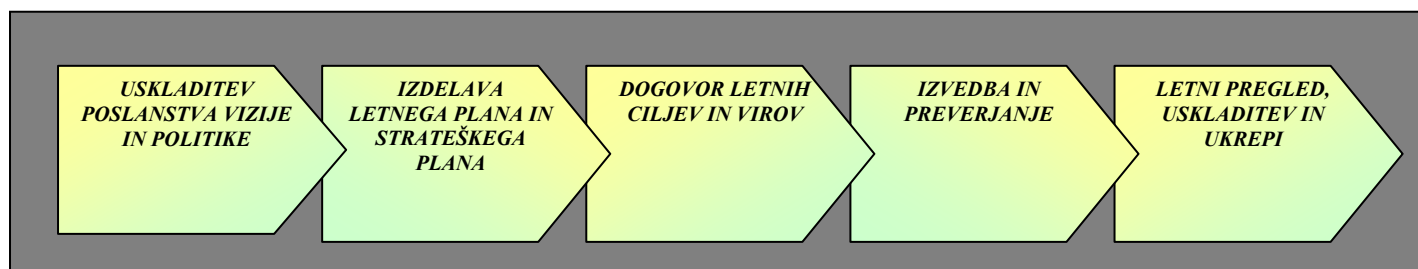 USKLADITEV
POSLANSTVA VIZIJE
IN POLITIKE
IZDELAVA
LETNEGA PLANA IN
STRATEŠKEGA
PLANA
DOGOVOR LETNIH
CILJEV IN VIROV
IZVEDBA IN
PREVERJANJE
LETNI PREGLED,
USKLADITEV IN
UKREPI